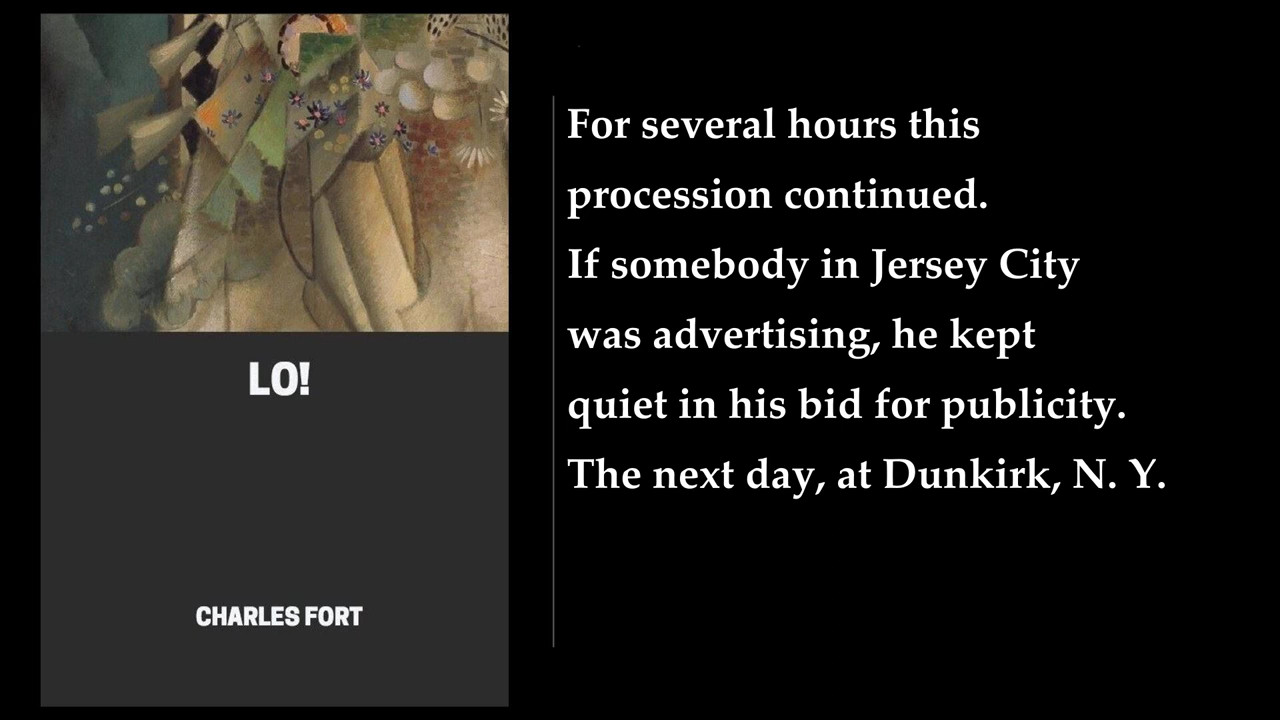 LO!
CHARLES FORT
For several hours this
procession continued.
If somebody in Jersey City
was advertising, he kept
quiet in his bid for publicity.
The next day, at Dunkirk, N. Y.